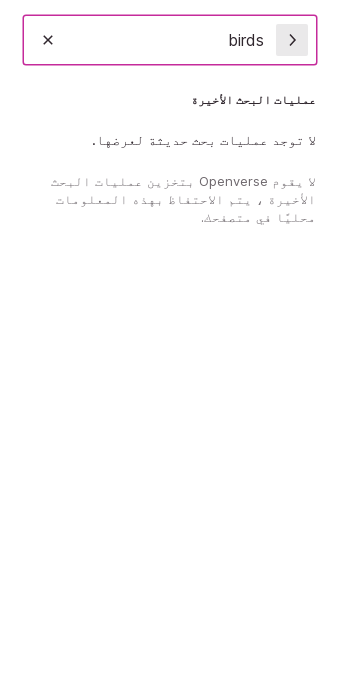 birds
عمليات البحث الأخيرة
لا توجد عمليات بحث حديثة لعرضها.
لا يقوم Openverse بتخزين عمليات البحث
الأخيرة ، يتم الاحتفاظ بهذه المعلومات
محليًا في متصفحك.